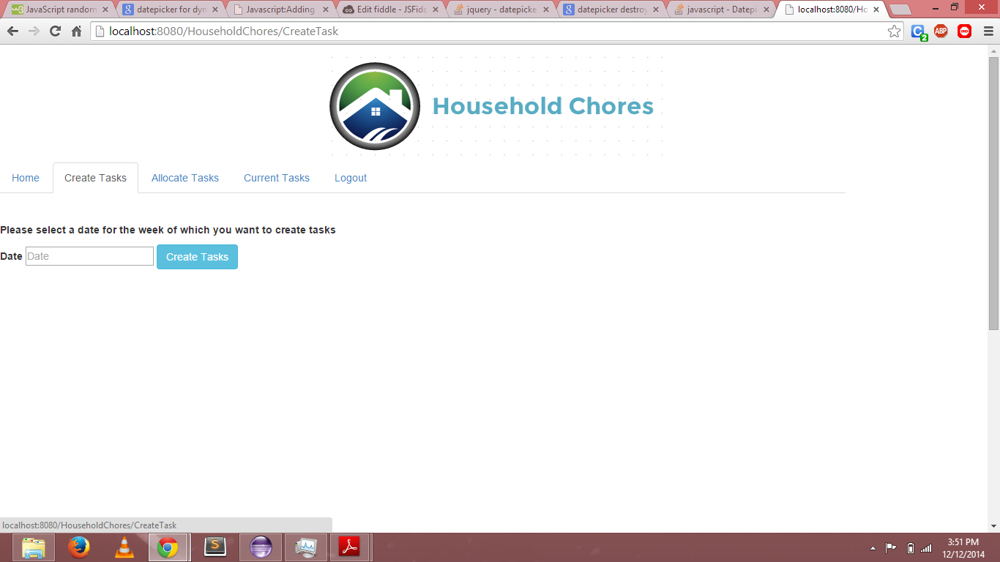 JavaScript random
datepicker for dyn
Javascript:Adding
Edit fiddle - JSFid
jquery - datepicke
datepicker destroy
javascript - Datepi
localhost:8080/Ho
localhost:8080/HouseholdChores/CreateTask
2
ABP
Household Chores
Home
Create Tasks
Allocate Tasks
Current Tasks
Logout
Please select a date for the week of which you want to create tasks
Date
Date
Create Tasks
localhost:8080/HouseholdChores/CreateTask
3:51 PM
12/12/2014